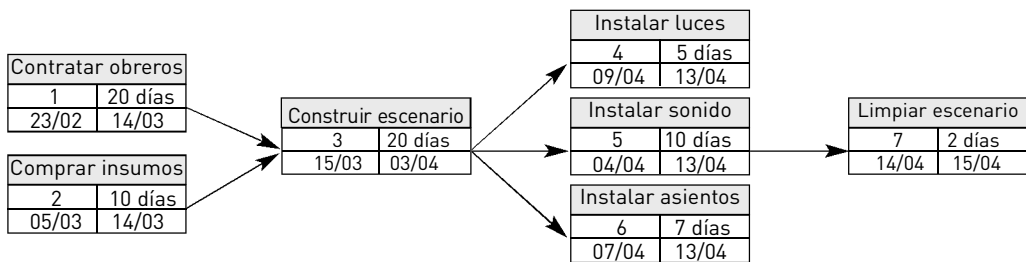 Contratar obreros
1 20 días
23/02 14/03
Comprar insumos
2 10 días
05/03 14/03
Construir escenario
3 20 días
15/03 03/04
Instalar luces
4 5 días
09/04 13/04
Instalar sonido
5 10 días
04/04 13/04
Instalar asientos
6 7 días
07/04 13/04
Limpiar escenario
7 2 días
14/04 15/04